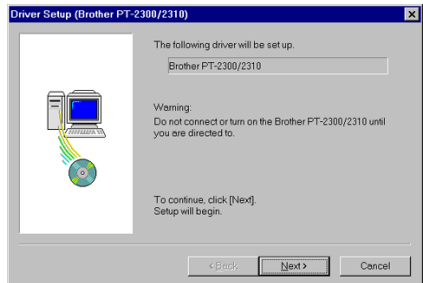 Driver Setup (Brother PT-2300/2310)
The following driver will be set up.
Brother PT-2300/2310
Warning:
Do not connect or turn on the Brother PT-2300/2310 until
you are directed to.
To continue, click [Next].
Setup will begin.
< Back
Next >
Cancel